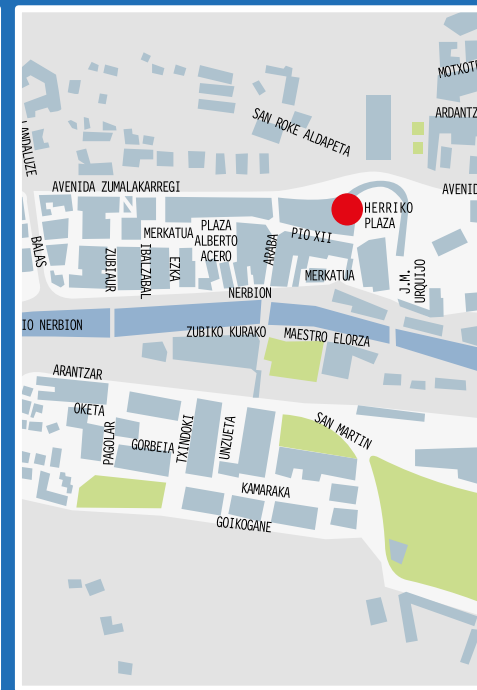 MOTXOT
ARDANTZ
SAN ROKE ALDAPETA
LANDALUZE
AVENIDA ZUMALAKARREGI
AVENID
HERRIKO
PLAZA
PLAZA
ALBERTO
ACERO
MERKATUA
PIO XII
BALAS
ZUBIAUR
IBALZABAL
EZKA
ARABA
MERKATUA
J.M.
URQUIJO
NERBION
IO NERBION
ZUBIKO KURAKO
MAESTRO ELORZA
ARANTZAR
OKETA
PAGOLAR
GORBEIA
TXINDOKI
UNZUETA
SAN MARTIN
KAMARAKA
GOIKOGANE